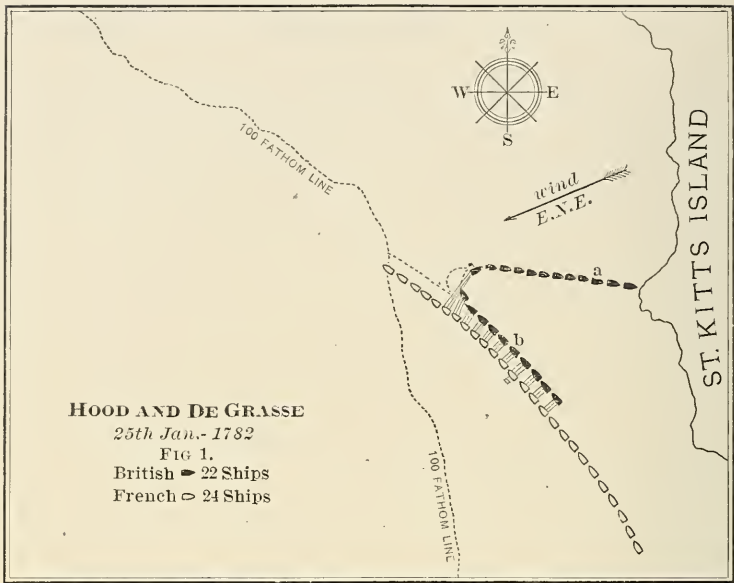 100 FATHOM LINE
W E
S
wind
E.N.E.
ST. KITTS ISLAND
a
b
HOOD AND DE GRASSE
25th Jan.- 1782
FIG 1.
British 22 Ships
French 24 Ships
100 FATHOM LINE